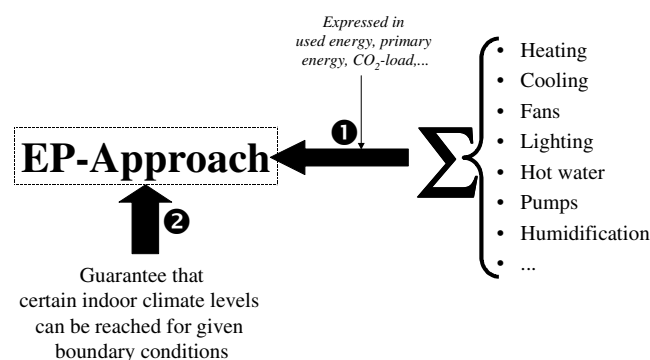 Expressed in
used energy, primary
energy, CO₂-load,...
❶
EP-Approach
Σ
• Heating
• Cooling
• Fans
• Lighting
• Hot water
• Pumps
• Humidification
• ...
❷
Guarantee that
certain indoor climate levels
can be reached for given
boundary conditions